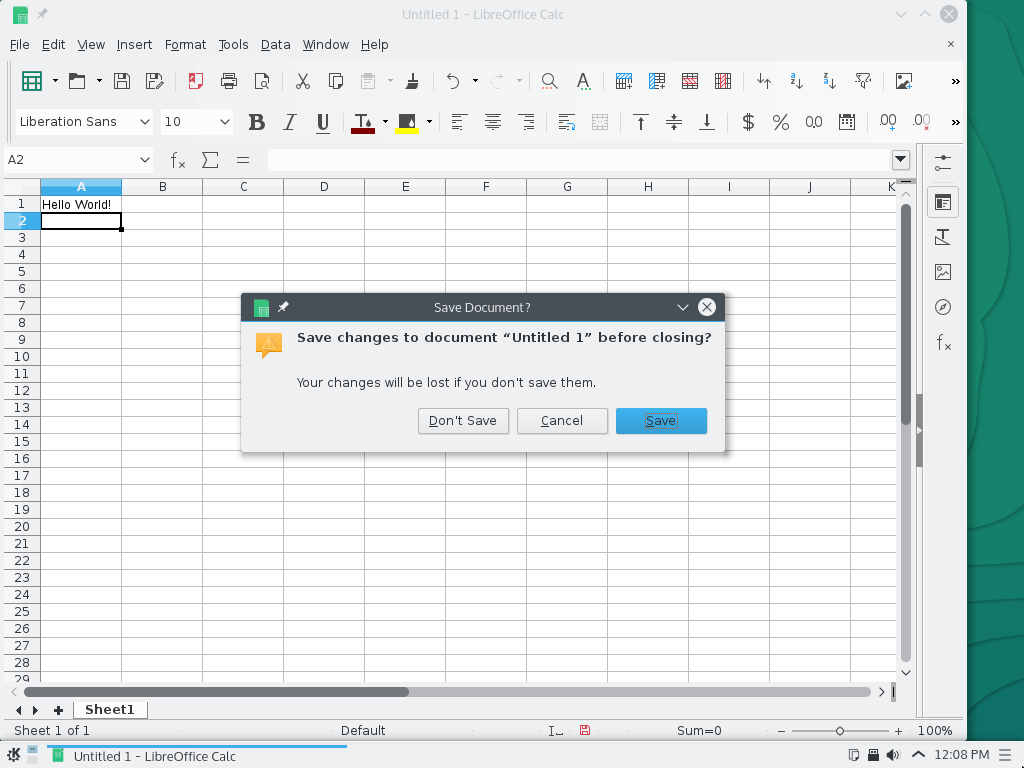 Untitled 1 - LibreOffice Calc
File Edit View Insert Format Tools Data Window Help
Liberation Sans 10
A2
A B C D E F G H I J K
1 Hello World!
2
3
4
5
6
7
8
9
10
11
12
13
14
15
16
17
18
19
20
21
22
23
24
25
26
27
28
29
Save Document?
Save changes to document “Untitled 1” before closing?
Your changes will be lost if you don't save them.
Don't Save Cancel Save
Sheet1
Sheet 1 of 1 Default Sum=0 100%
Untitled 1 - LibreOffice Calc 12:08 PM